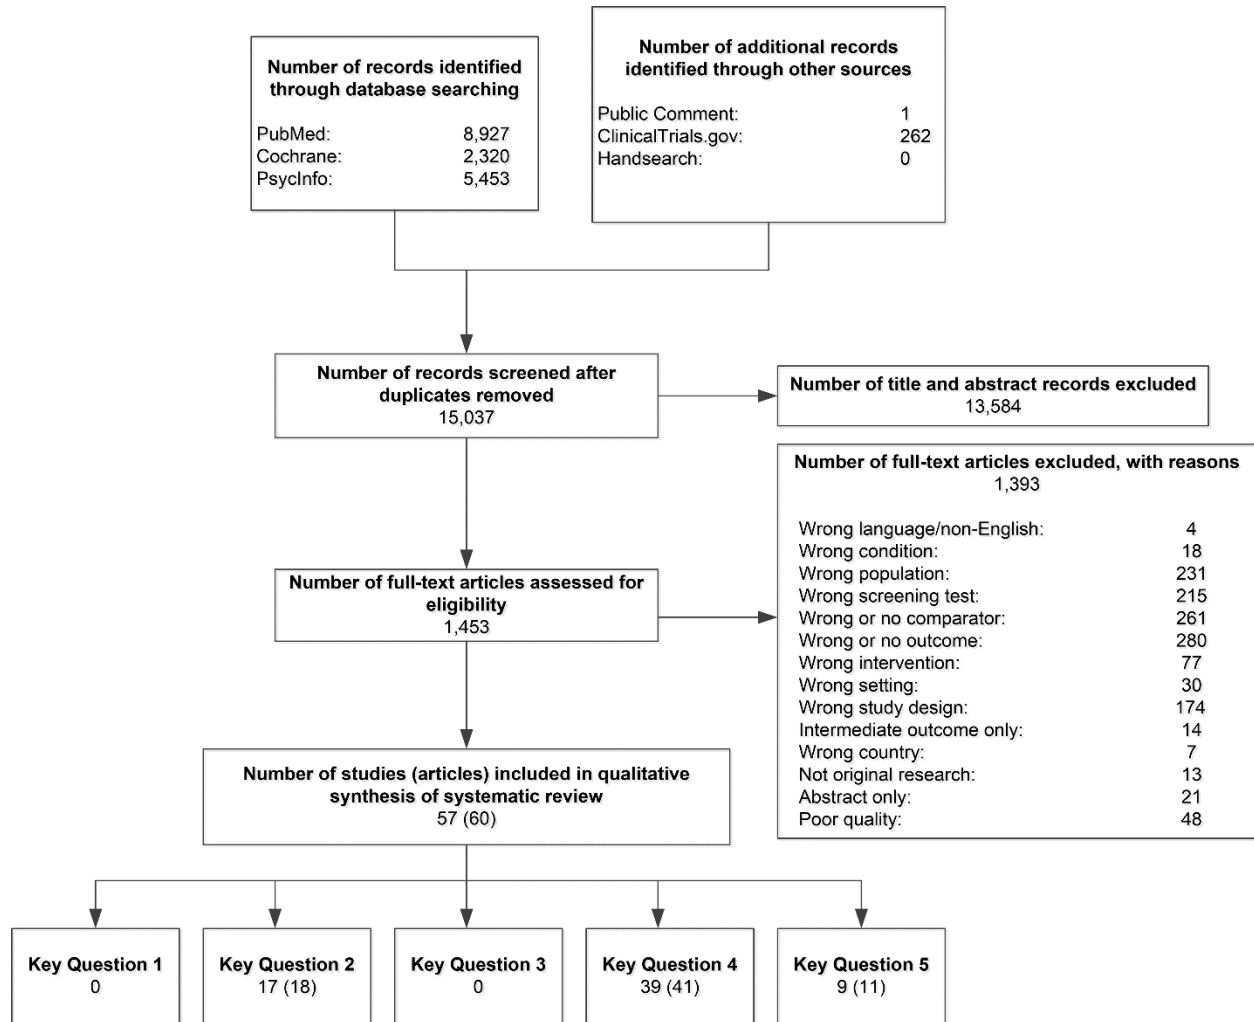 Number of records identified
through database searching
PubMed: 8,927
Cochrane: 2,320
PsycInfo: 5,453
Number of additional records
identified through other sources
Public Comment: 1
ClinicalTrials.gov: 262
Handsearch: 0
Number of records screened after
duplicates removed
15,037
Number of title and abstract records excluded
13,584
Number of full-text articles excluded, with reasons
1,393
Wrong language/non-English: 4
Wrong condition: 18
Wrong population: 231
Wrong screening test: 215
Wrong or no comparator: 261
Wrong or no outcome: 280
Wrong intervention: 77
Wrong setting: 30
Wrong study design: 174
Intermediate outcome only: 14
Wrong country: 7
Not original research: 13
Abstract only: 21
Poor quality: 48
Number of full-text articles assessed for
eligibility
1,453
Number of studies (articles) included in qualitative
synthesis of systematic review
57 (60)
Key Question 1
0
Key Question 2
17 (18)
Key Question 3
0
Key Question 4
39 (41)
Key Question 5
9 (11)